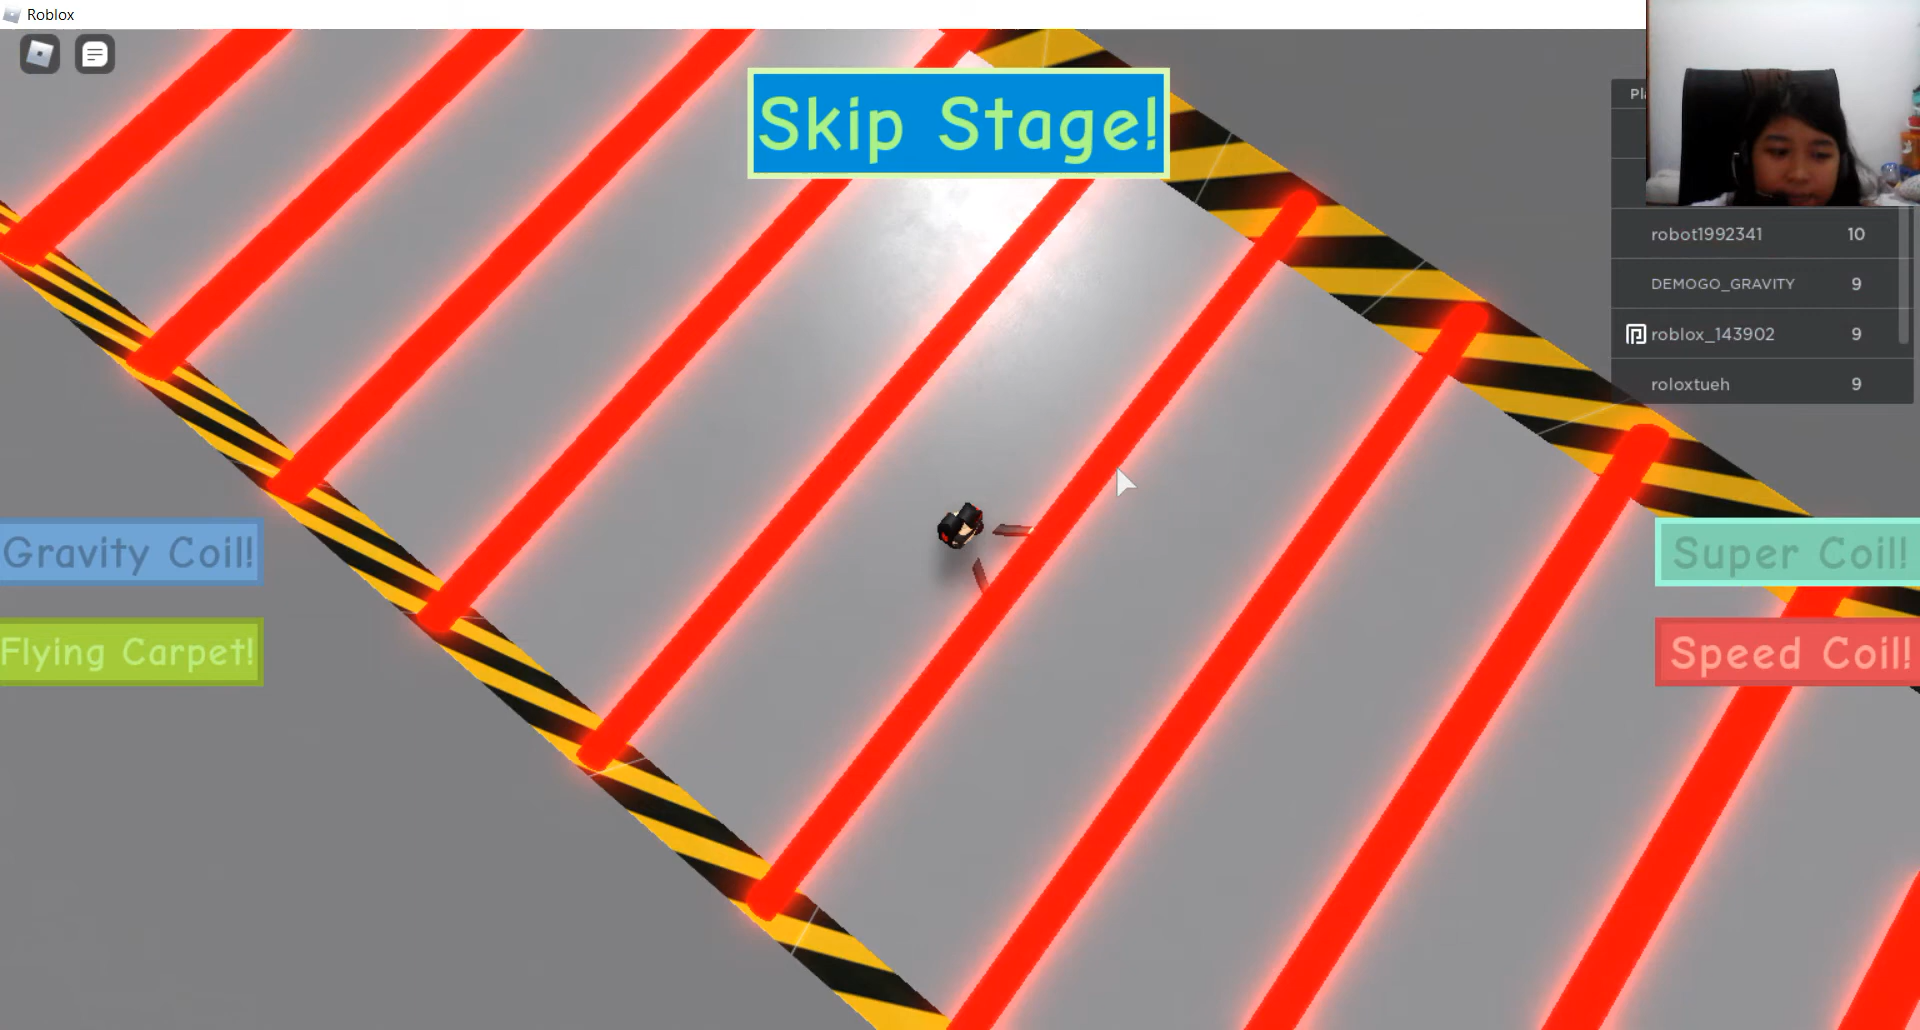 Roblox
Skip Stage!
Pl
robot1992341 10
DEMOGO_GRAVITY 9
roblox_143902 9
roloxtueh 9
Gravity Coil!
Super Coil!
Flying Carpet!
Speed Coil!